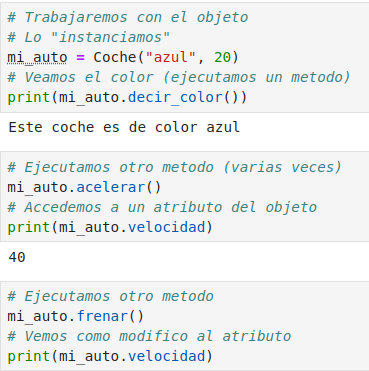 # Trabajaremos con el objeto
# Lo "instanciamos"
mi_auto = Coche("azul", 20)
# Veamos el color (ejecutamos un metodo)
print(mi_auto.decir_color())
Este coche es de color azul
# Ejecutamos otro metodo (varias veces)
mi_auto.acelerar()
# Accedemos a un atributo del objeto
print(mi_auto.velocidad)
40
# Ejecutamos otro metodo
mi_auto.frenar()
# Vemos como modifico al atributo
print(mi_auto.velocidad)